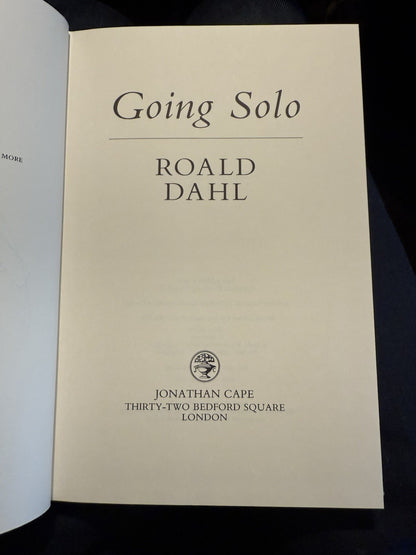 MORE
Going Solo
ROALD
DAHL
JONATHAN CAPE
THIRTY-TWO BEDFORD SQUARE
LONDON